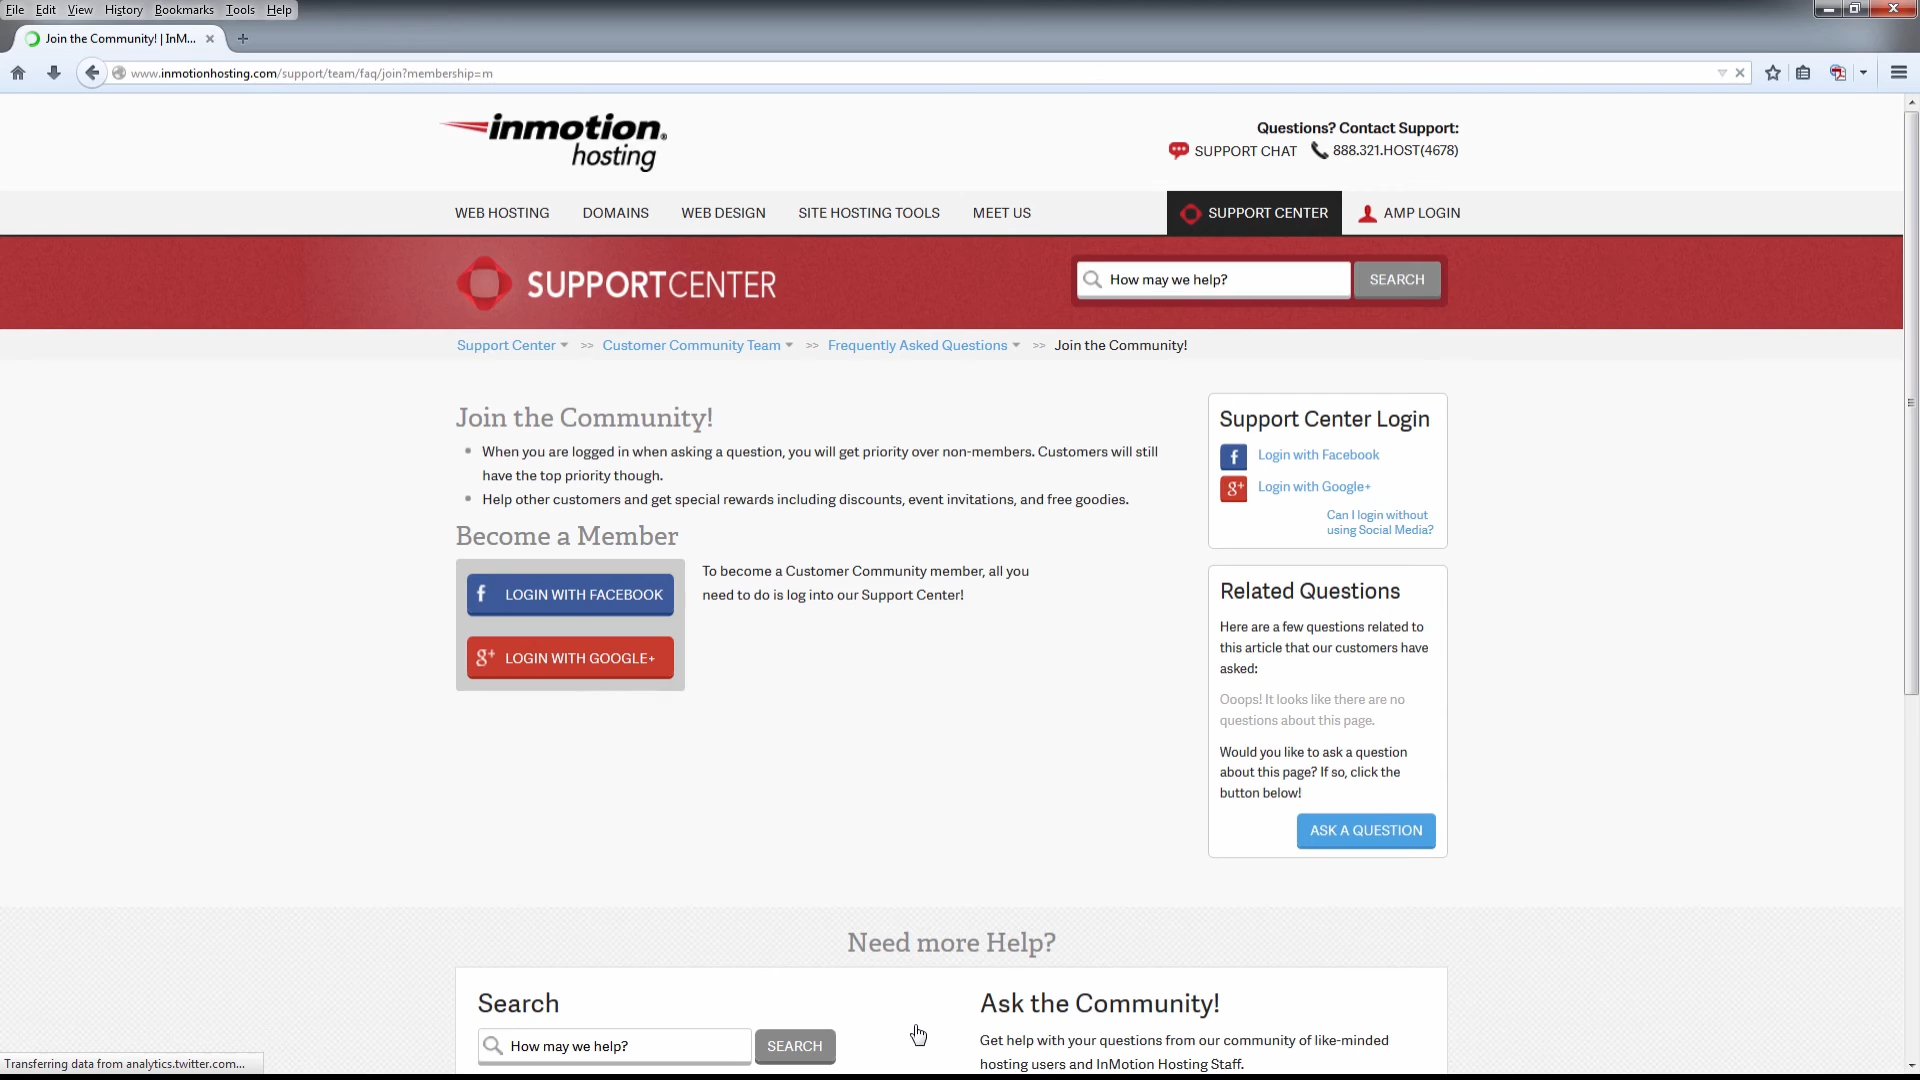 File Edit View History Bookmarks Tools Help
Join the Community! | InM...
www.inmotionhosting.com/support/team/faq/join?membership=m
inmotion®
hosting
Questions? Contact Support:
SUPPORT CHAT 888.321.HOST(4678)
WEB HOSTING DOMAINS WEB DESIGN SITE HOSTING TOOLS MEET US SUPPORT CENTER AMP LOGIN
SUPPORTCENTER
How may we help? SEARCH
Support Center >> Customer Community Team >> Frequently Asked Questions >> Join the Community!
Join the Community!
When you are logged in when asking a question, you will get priority over non-members. Customers will still
have the top priority though.
Help other customers and get special rewards including discounts, event invitations, and free goodies.
Become a Member
f LOGIN WITH FACEBOOK
g+ LOGIN WITH GOOGLE+
To become a Customer Community member, all you
need to do is log into our Support Center!
Support Center Login
f Login with Facebook
g+ Login with Google+
Can I login without
using Social Media?
Related Questions
Here are a few questions related to
this article that our customers have
asked:
Ooops! It looks like there are no
questions about this page.
Would you like to ask a question
about this page? If so, click the
button below!
ASK A QUESTION
Need more Help?
Search
How may we help? SEARCH
Ask the Community!
Get help with your questions from our community of like-minded
hosting users and InMotion Hosting Staff.
Transferring data from analytics.twitter.com...